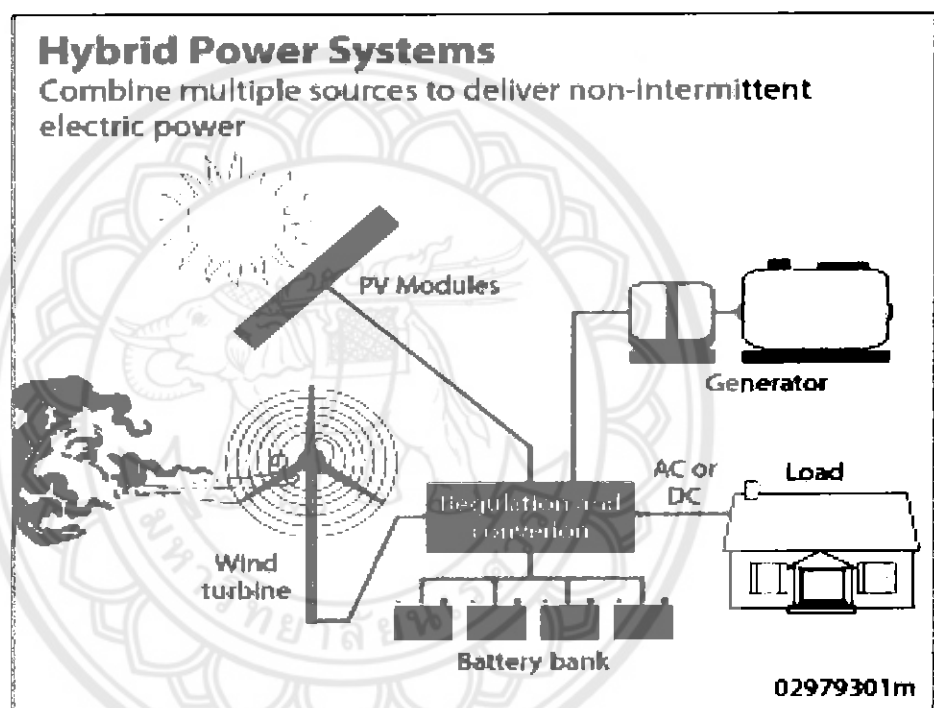 Hybrid Power Systems
Combine multiple sources to deliver non-intermittent
electric power
PV Modules
Generator
AC or
DC
Load
Regulation and
conversion
Wind
turbine
Battery bank
02979301m